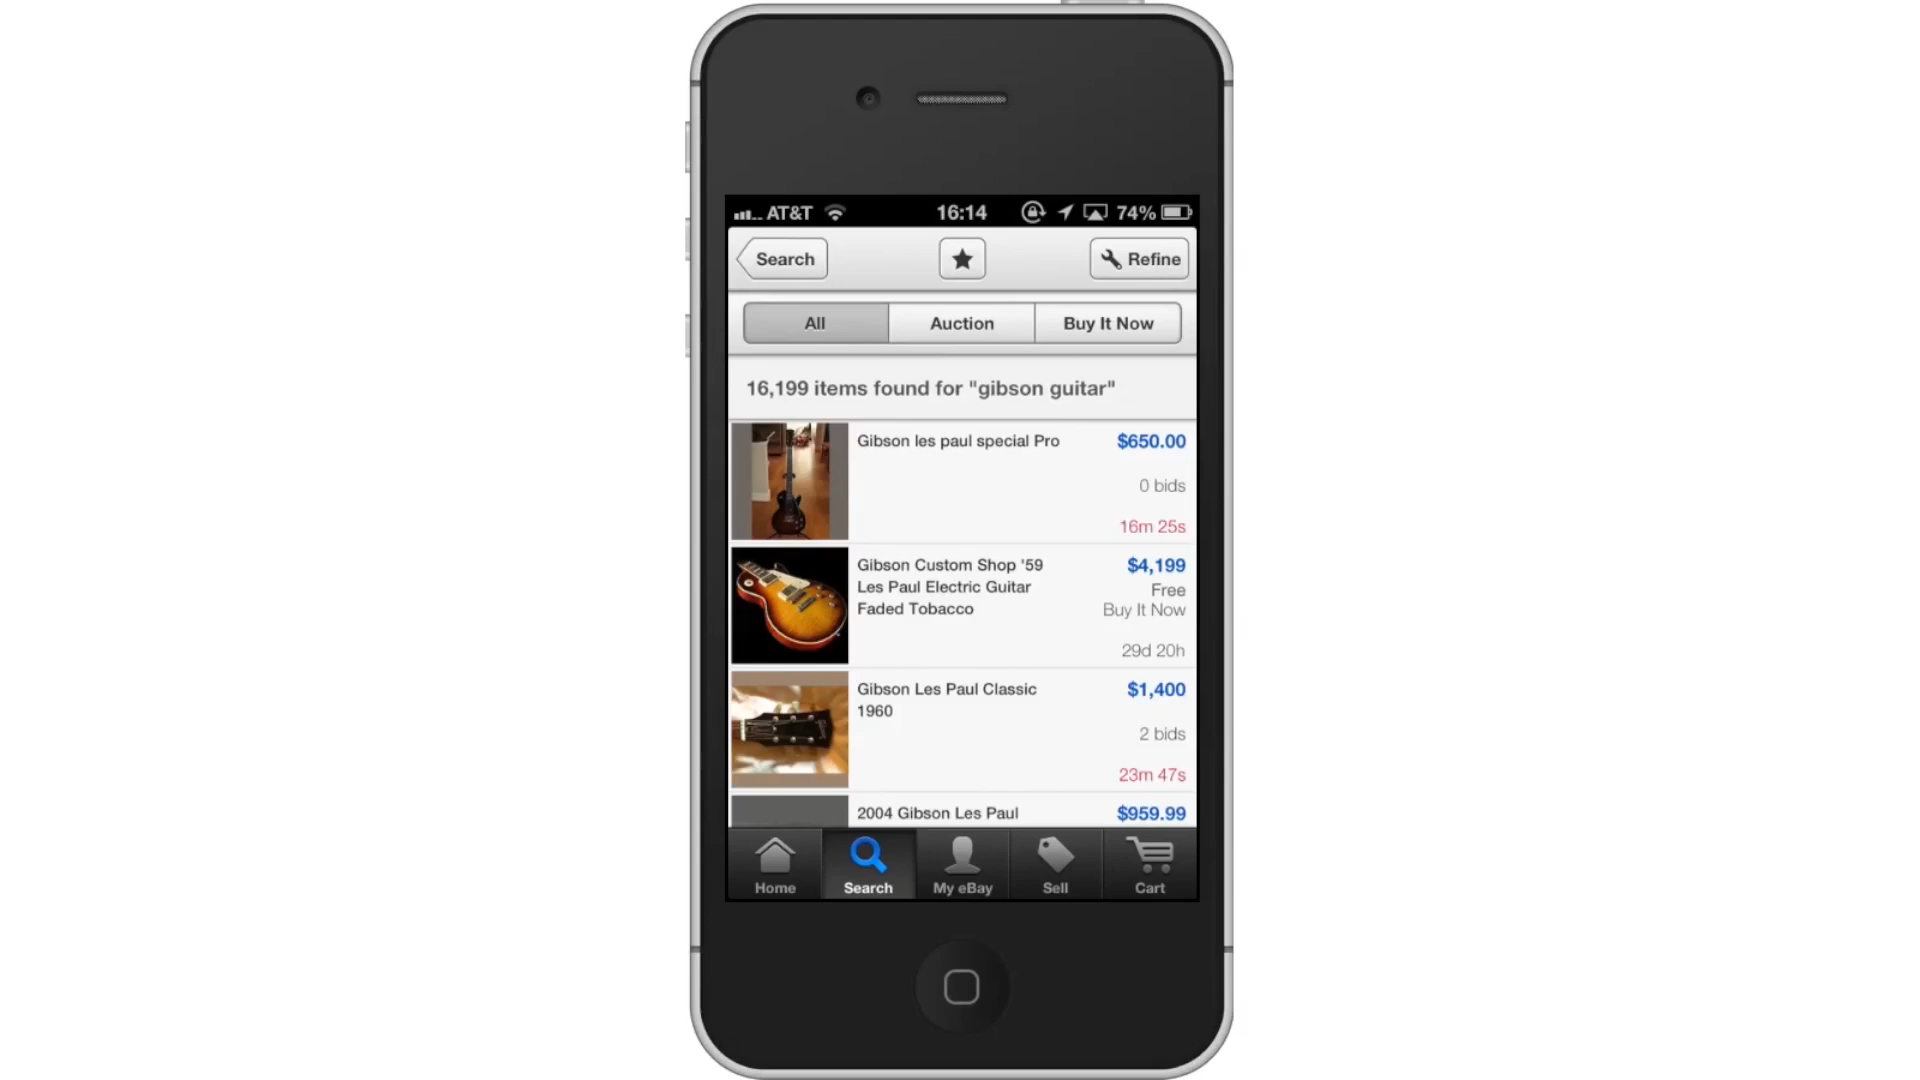 AT&T 16:14 74%
Search Refine
All Auction Buy It Now
16,199 items found for "gibson guitar"
Gibson les paul special Pro $650.00
0 bids
16m 25s
Gibson Custom Shop '59 $4,199
Les Paul Electric Guitar Free
Faded Tobacco Buy It Now
29d 20h
Gibson Les Paul Classic $1,400
1960
2 bids
23m 47s
2004 Gibson Les Paul $959.99
Home Search My eBay Sell Cart